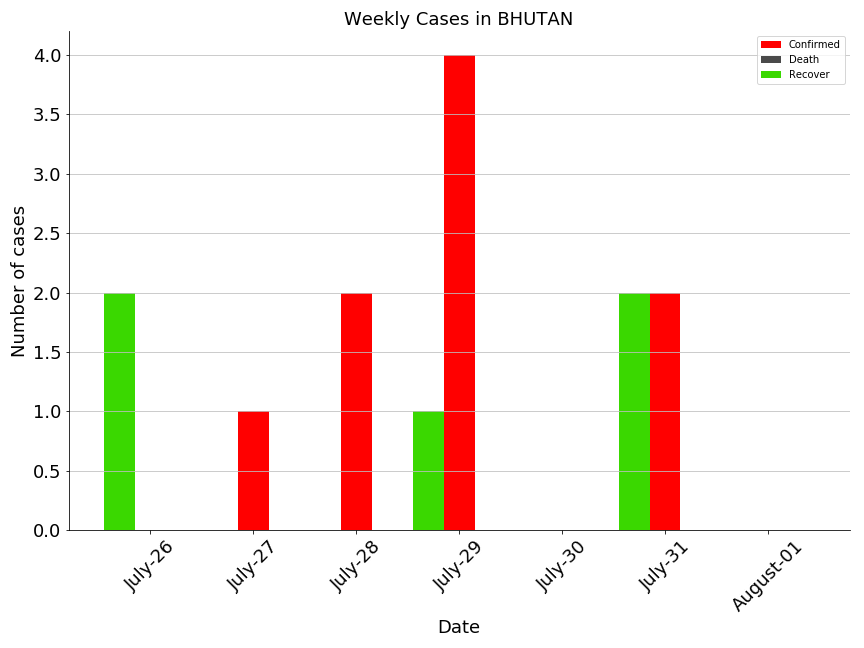 Weekly Cases in BHUTAN
Confirmed
Death
Recover
4.0
3.5
3.0
2.5
2.0
1.5
1.0
0.5
0.0
Number of cases
July-26
July-27
July-28
July-29
July-30
July-31
August-01
Date